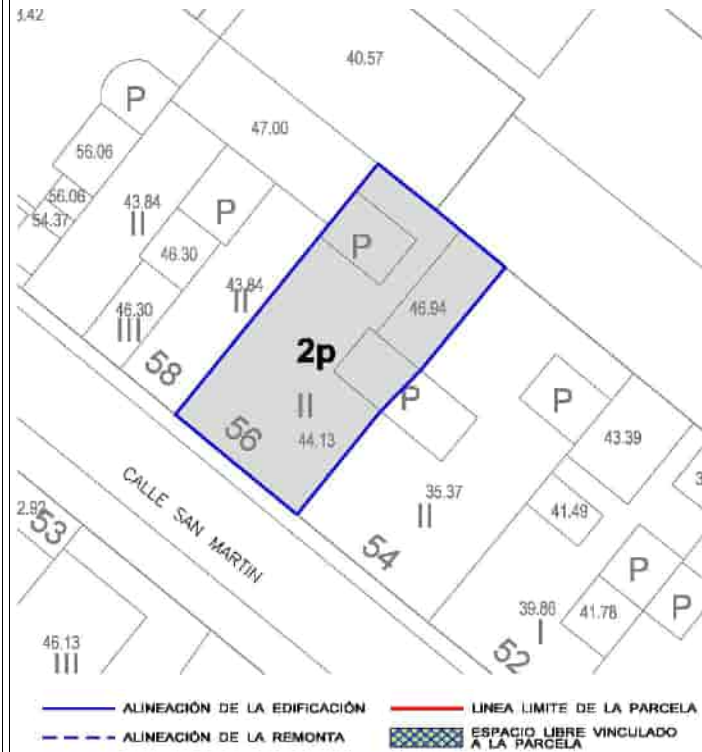 3.42
40.57
P
47.00
56.06
56.06
54.37
43.84
II
P
46.30
46.30
III
43.84
II
P
46.94
2p
58
II
56
44.13
P
P
43.39
35.37
II
41.49
54
CALLE SAN MARTIN
2.92
53
P
P
39.86
I
41.78
52
46.13
III
ALINEACIÓN DE LA EDIFICACIÓN
LINEA LIMITE DE LA PARCELA
ALINEACIÓN DE LA REMONTA
ESPACIO LIBRE VINCULADO
A LA PARCELA